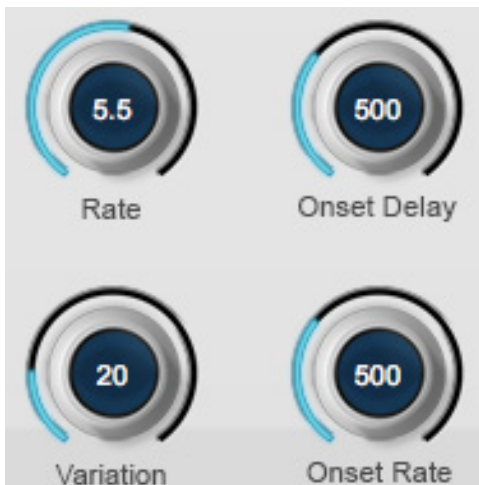 5.5
500
Rate
Onset Delay
20
500
Variation
Onset Rate